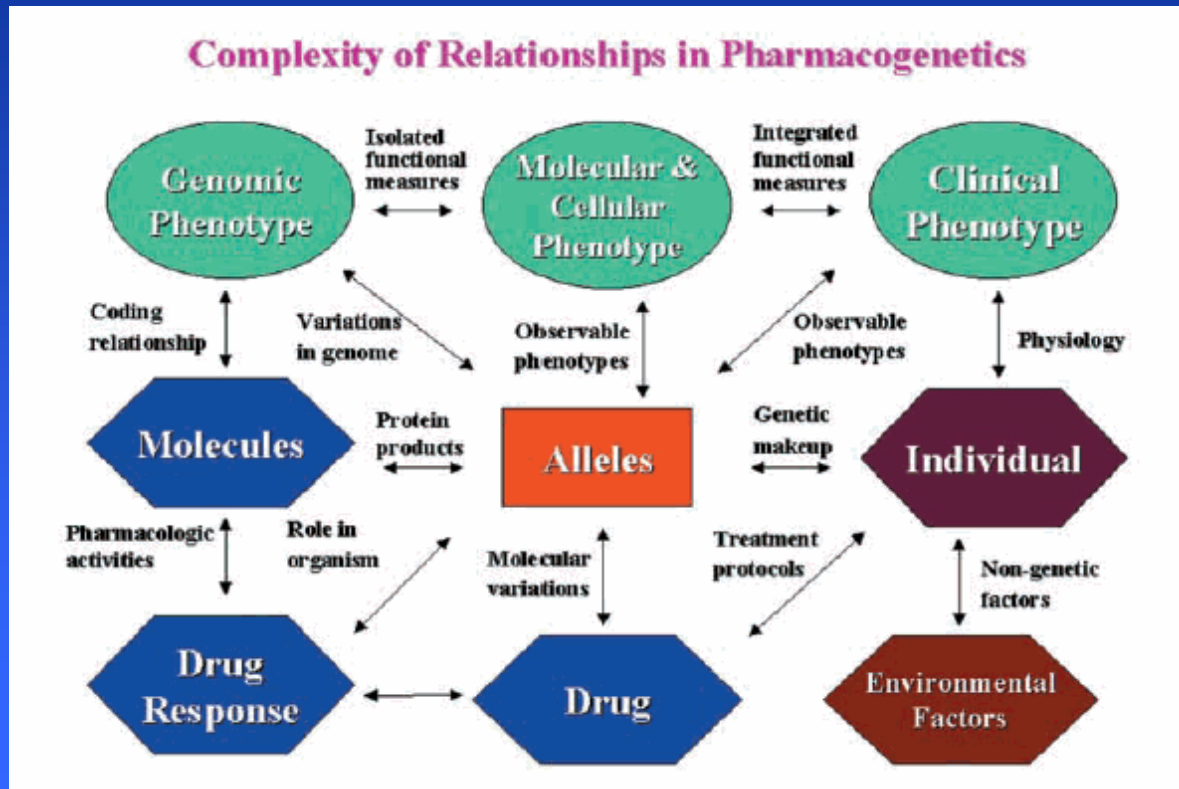 Complexity of Relationships in Pharmacogenetics
Genomic
Phenotype
Isolated
functional
measures
Molecular &
Cellular
Phenotype
Integrated
functional
measures
Clinical
Phenotype
Coding
relationship
Variations
in genome
Observable
phenotypes
Observable
phenotypes
Physiology
Molecules
Protein
products
Alleles
Genetic
makeup
Individual
Pharmacologic
activities
Role in
organism
Molecular
variations
Treatment
protocols
Non-genetic
factors
Drug
Response
Drug
Environmental
Factors